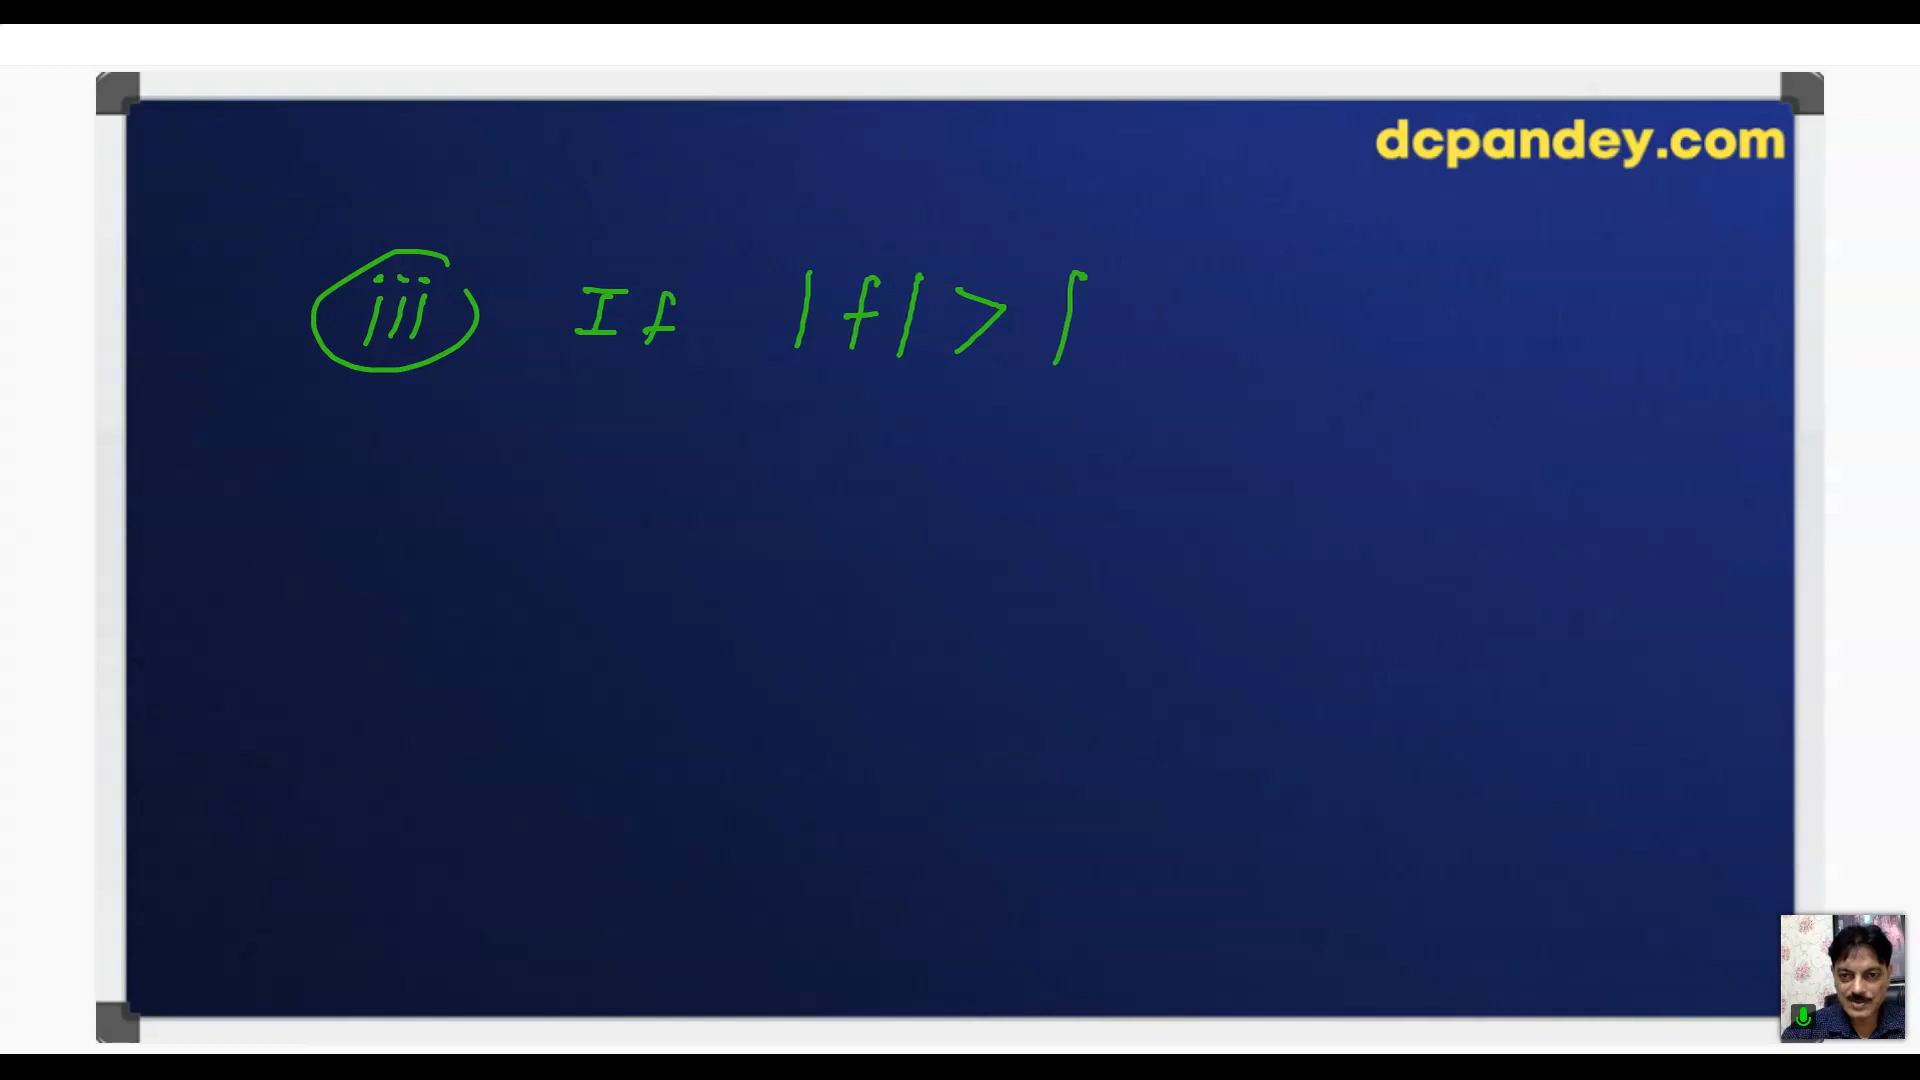 dcpandey.com
iii If |f| > ∫